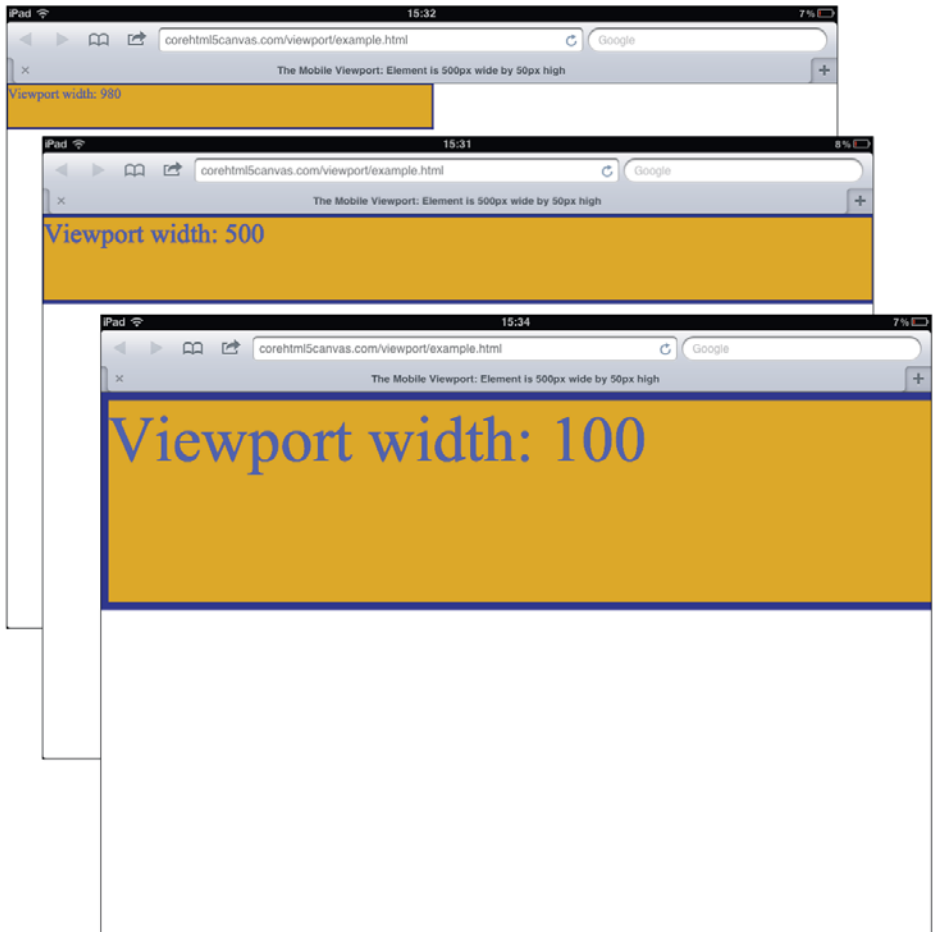 iPad 15:32 7%
corehtml5canvas.com/viewport/example.html Google
× The Mobile Viewport: Element is 500px wide by 50px high +
Viewport width: 980
iPad 15:31 8%
corehtml5canvas.com/viewport/example.html Google
× The Mobile Viewport: Element is 500px wide by 50px high +
Viewport width: 500
iPad 15:34 7%
corehtml5canvas.com/viewport/example.html Google
× The Mobile Viewport: Element is 500px wide by 50px high +
Viewport width: 100